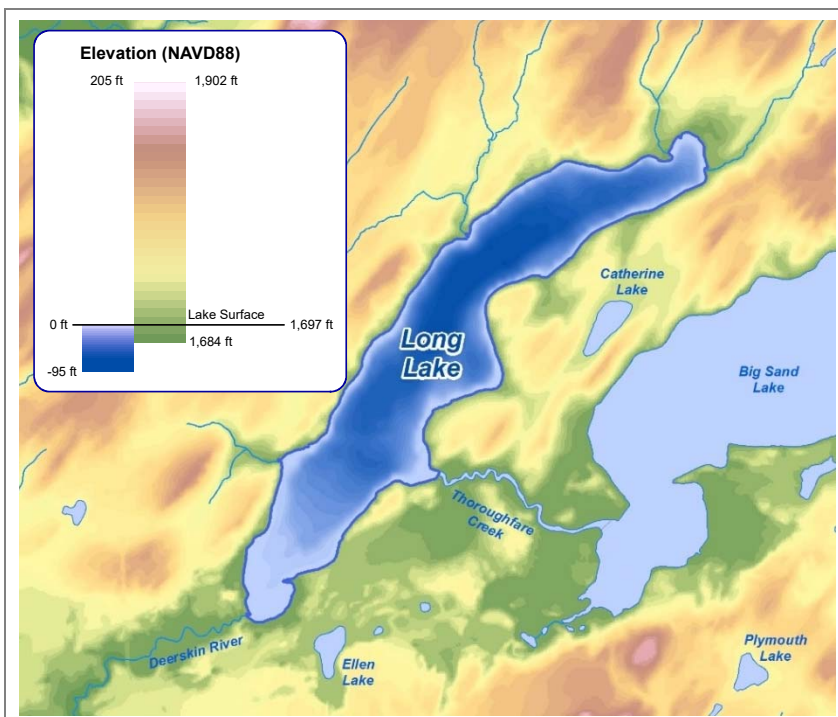 Elevation (NAVD88)
205 ft
1,902 ft
Lake Surface
0 ft
1,697 ft
1,684 ft
-95 ft
Long
Lake
Catherine
Lake
Big Sand
Lake
Thoroughfare
Creek
Deerskin River
Ellen
Lake
Plymouth
Lake